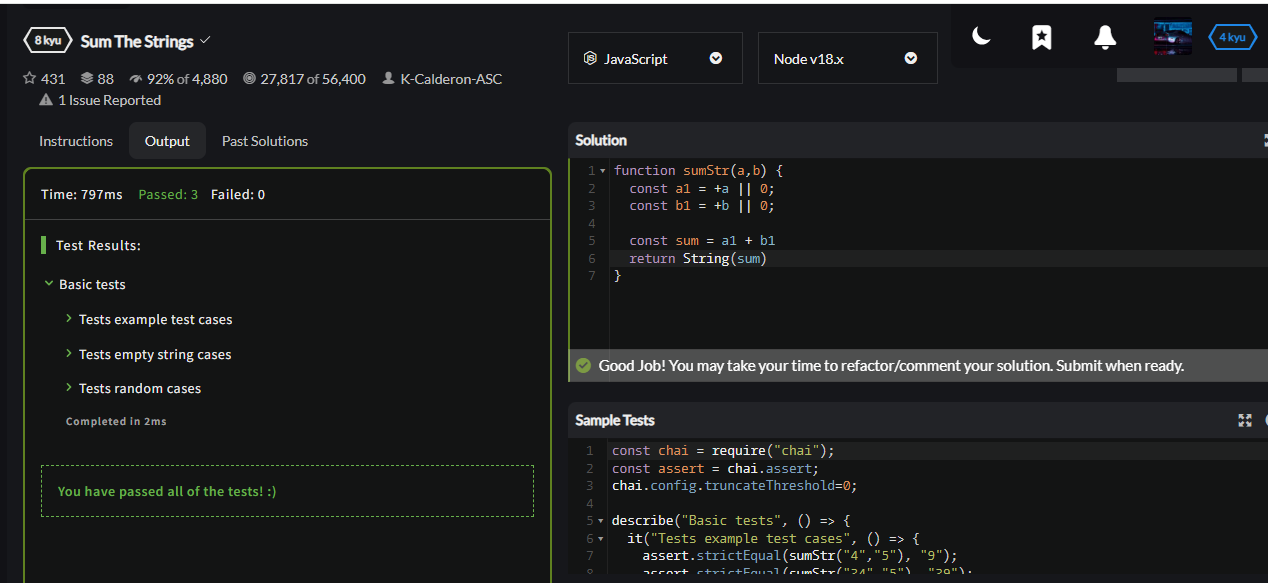 8 kyu Sum The Strings
431 88 92% of 4,880 27,817 of 56,400 K-Calderon-ASC
1 Issue Reported
JavaScript Node v18.x
4 kyu
Instructions Output Past Solutions
Time: 797ms Passed: 3 Failed: 0
Test Results:
Basic tests
Tests example test cases
Tests empty string cases
Tests random cases
Completed in 2ms
You have passed all of the tests! :)
Solution
1 function sumStr(a,b) {
2 const a1 = +a || 0;
3 const b1 = +b || 0;
4
5 const sum = a1 + b1
6 return String(sum)
7 }
Good Job! You may take your time to refactor/comment your solution. Submit when ready.
Sample Tests
1 const chai = require("chai");
2 const assert = chai.assert;
3 chai.config.truncateThreshold=0;
4
5 describe("Basic tests", () => {
6 it("Tests example test cases", () => {
7 assert.strictEqual(sumStr("4","5"), "9");
8 assert.strictEqual(sumStr("34","5"), "39");